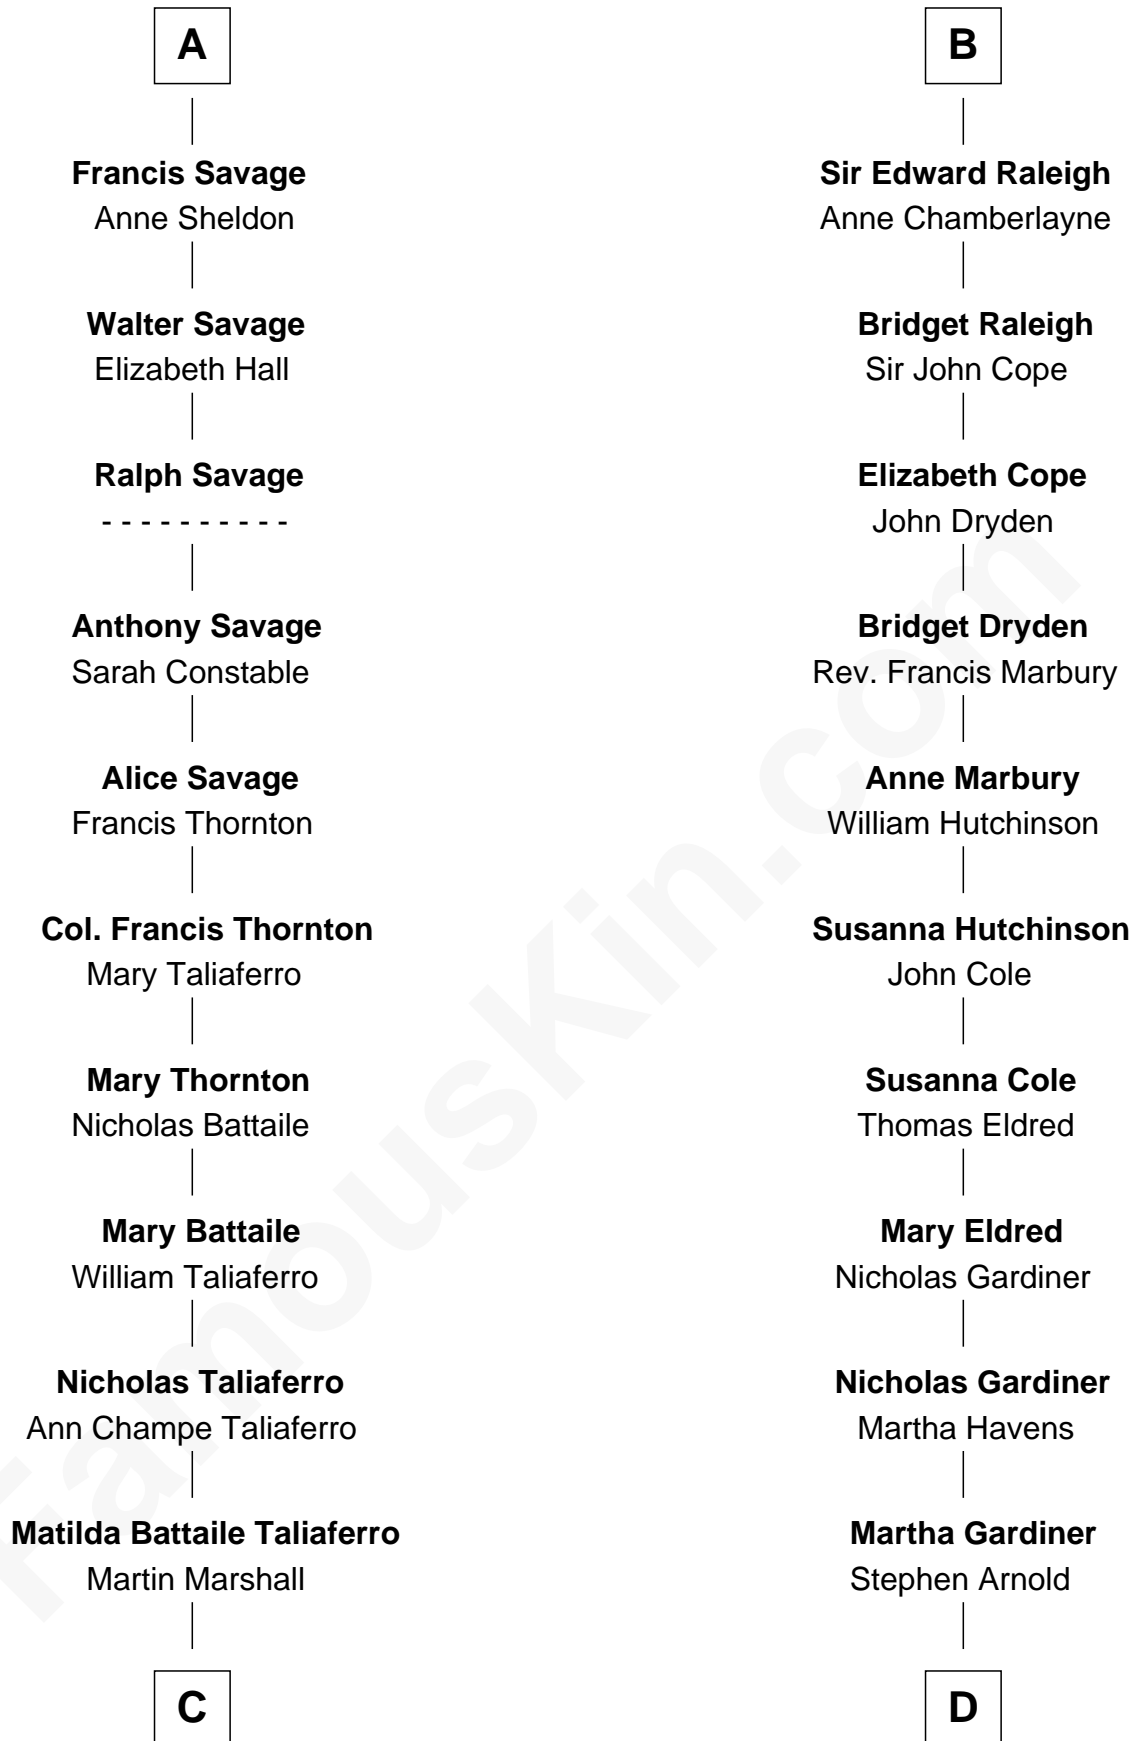 A
Francis Savage
Anne Sheldon
Walter Savage
Elizabeth Hall
Ralph Savage
- - - - - - - - - -
Anthony Savage
Sarah Constable
Alice Savage
Francis Thornton
Col. Francis Thornton
Mary Taliaferro
Mary Thornton
Nicholas Battaile
Mary Battaile
William Taliaferro
Nicholas Taliaferro
Ann Champe Taliaferro
Matilda Battaile Taliaferro
Martin Marshall
C
B
Sir Edward Raleigh
Anne Chamberlayne
Bridget Raleigh
Sir John Cope
Elizabeth Cope
John Dryden
Bridget Dryden
Rev. Francis Marbury
Anne Marbury
William Hutchinson
Susanna Hutchinson
John Cole
Susanna Cole
Thomas Eldred
Mary Eldred
Nicholas Gardiner
Nicholas Gardiner
Martha Havens
Martha Gardiner
Stephen Arnold
D
FamousKin.com